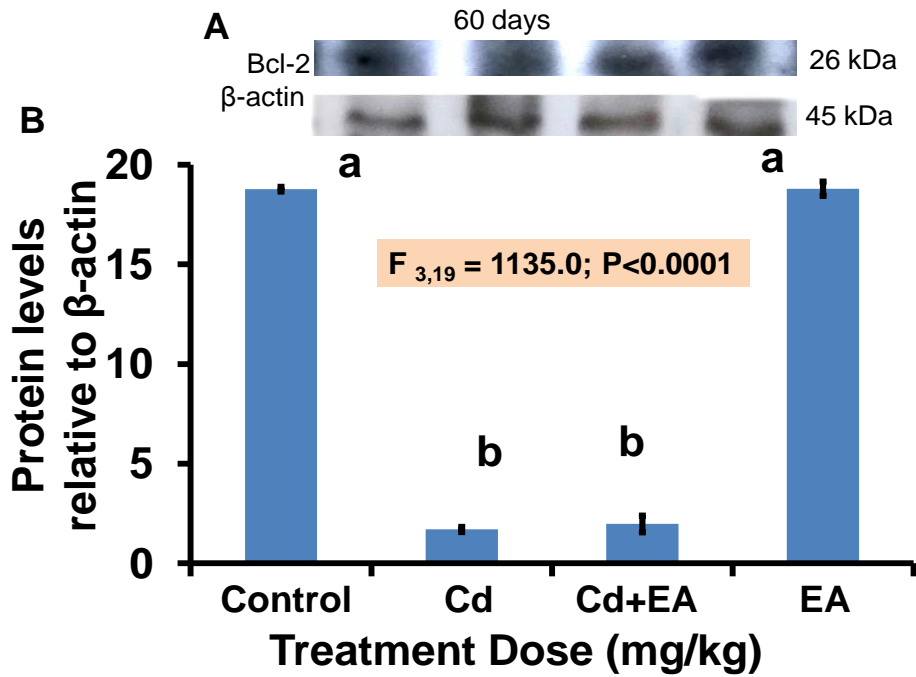 A
60 days
Bcl-2
26 kDa
β-actin
45 kDa
B
Protein levels
relative to β-actin
20
15
10
5
0
a
a
F 3,19 = 1135.0; P<0.0001
b
b
Control
Cd
Cd+EA
EA
Treatment Dose (mg/kg)